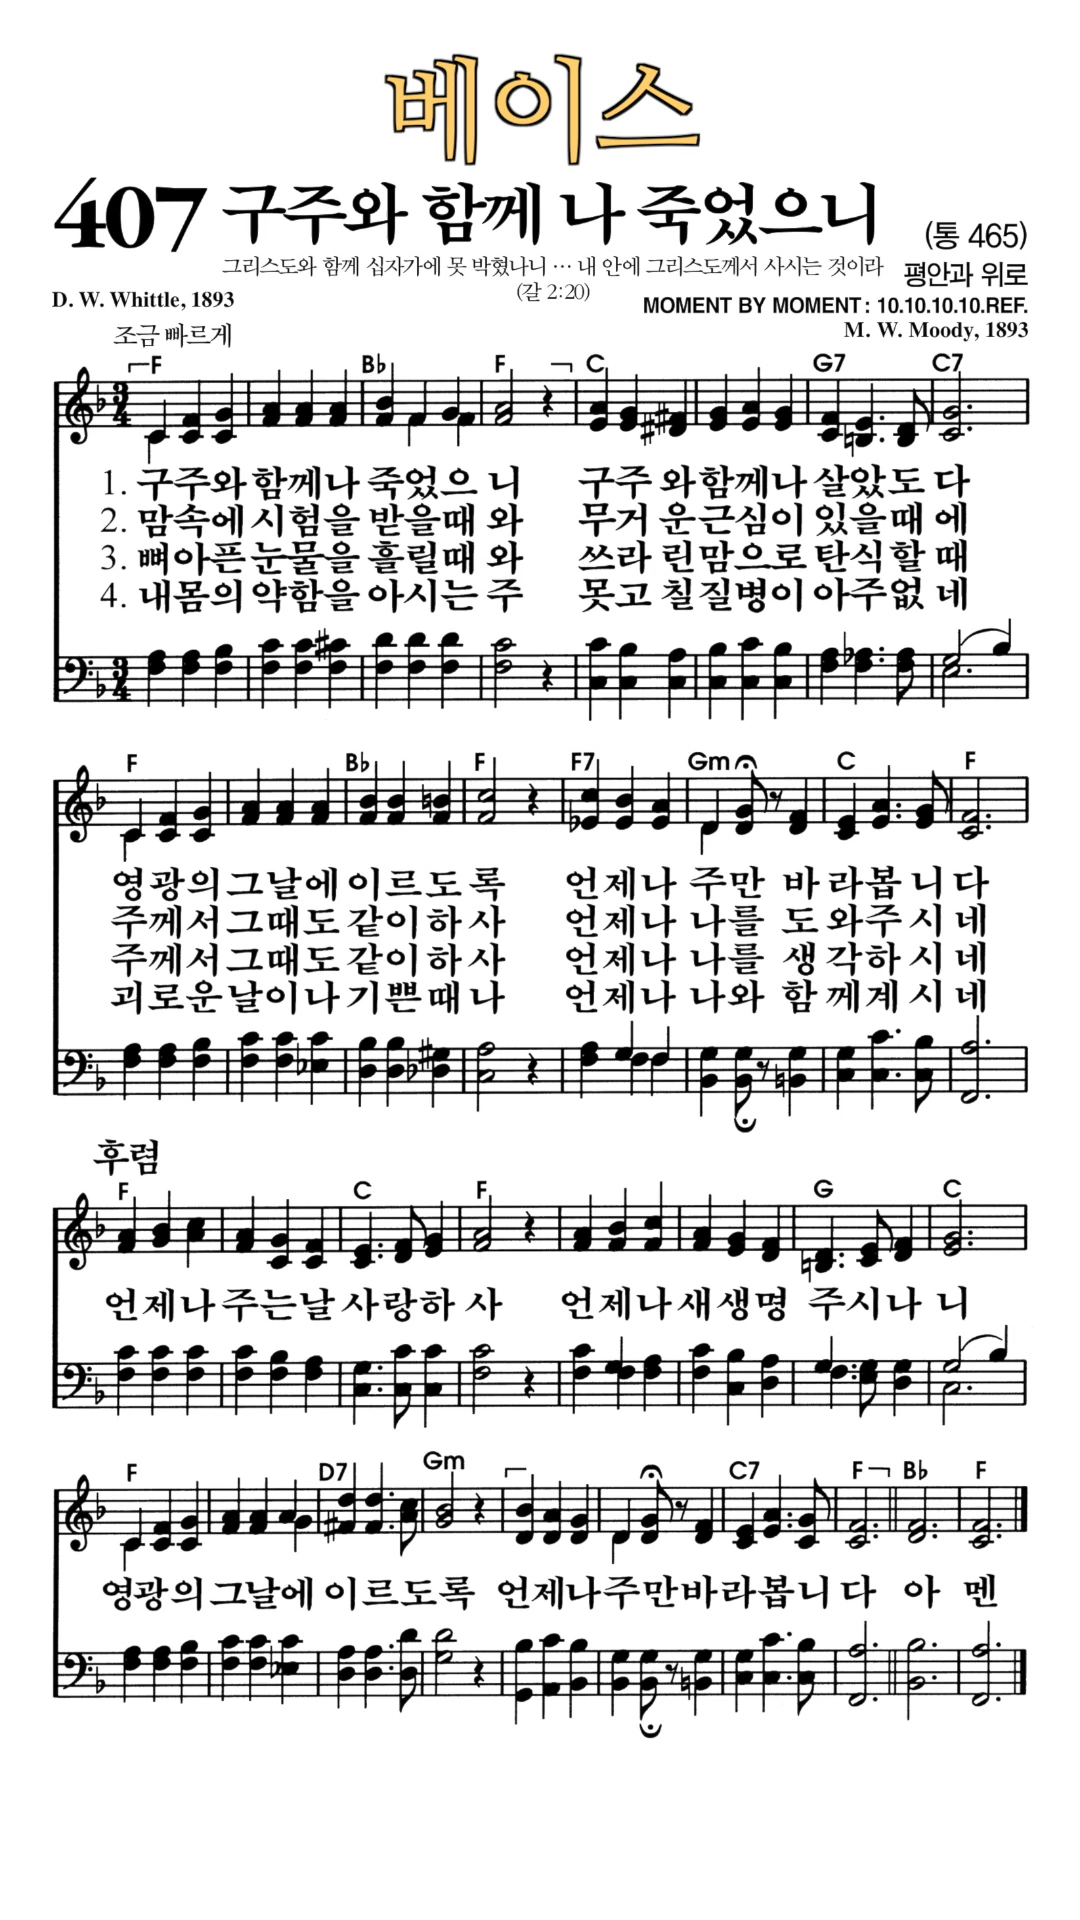 베이스
407 구주와 함께 나 죽었으니 (통 465)
그리스도와 함께 십자가에 못 박혔나니 … 내 안에 그리스도께서 사시는 것이라
(갈 2:20)
평안과 위로
D. W. Whittle, 1893
MOMENT BY MOMENT : 10.10.10.10.REF.
조금 빠르게
M. W. Moody, 1893
F B♭ F C G7 C7
1. 구주와 함께나 죽었으 니 구주 와함께나 살았도 다
2. 맘속에 시험을 받을때 와 무거 운근심이 있을때 에
3. 뼈아픈 눈물을 흘릴때 와 쓰라 린맘으로 탄식할 때
4. 내몸의 약함을 아시는 주 못고 칠질병이 아주없 네
F B♭ F F7 Gm C F
영광의 그날에 이르도 록 언제나 주만 바 라봅 니 다
주께서 그때도 같이하 사 언제나 나를 도 와주 시 네
주께서 그때도 같이하 사 언제나 나를 생 각하 시 네
괴로운 날이나 기쁜때 나 언제나 나와 함 께계 시 네
후렴
F C F G C
언제나 주는날 사랑하 사 언제나 새생명 주시나 니
F D7 Gm C7 F B♭ F
영광의 그날에 이르도록 언제나주만바라봅니 다 아 멘